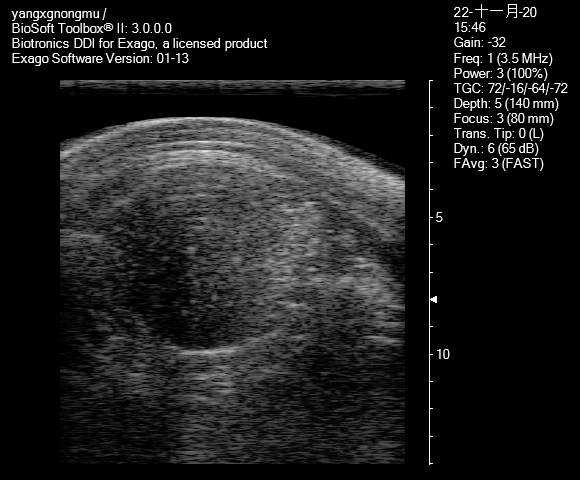 yangxgnongmu /
BioSoft Toolbox® II: 3.0.0.0
Biotronics DDI for Exago, a licensed product
Exago Software Version: 01-13
22-十一月-20
15:46
Gain: -32
Freq: 1 (3.5 MHz)
Power: 3 (100%)
TGC: 72/-16/-64/-72
Depth: 5 (140 mm)
Focus: 3 (80 mm)
Trans. Tip: 0 (L)
Dyn.: 6 (65 dB)
FAvg: 3 (FAST)
5
10